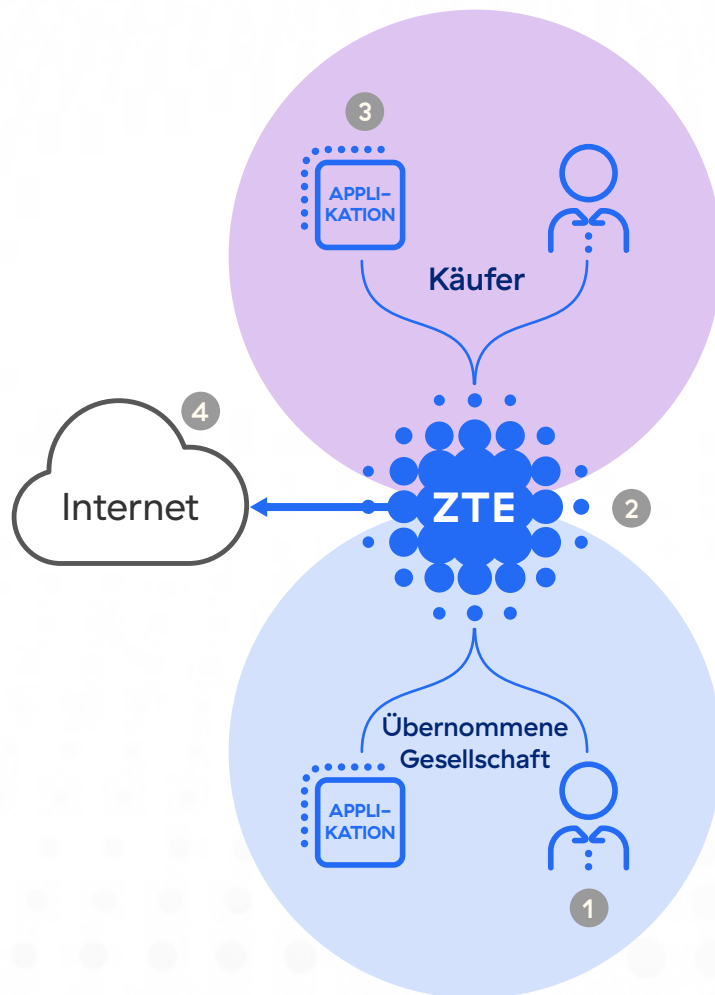 3
APPLI-
KATION
Käufer
4
Internet
ZTE
2
Übernommene
Gesellschaft
APPLI-
KATION
1